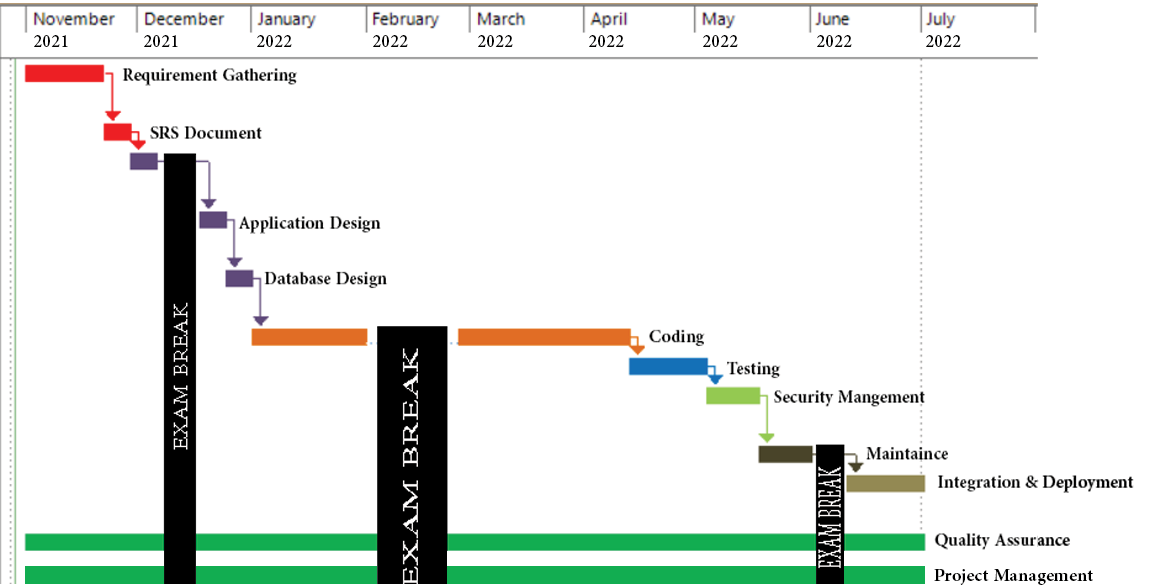 November December January February March April May June July
2021 2021 2022 2022 2022 2022 2022 2022 2022
Requirement Gathering
SRS Document
Application Design
Database Design
EXAM BREAK
Coding
EXAM BREAK
Testing
Security Mangement
Maintaince
EXAM BREAK
Integration & Deployment
Quality Assurance
Project Management